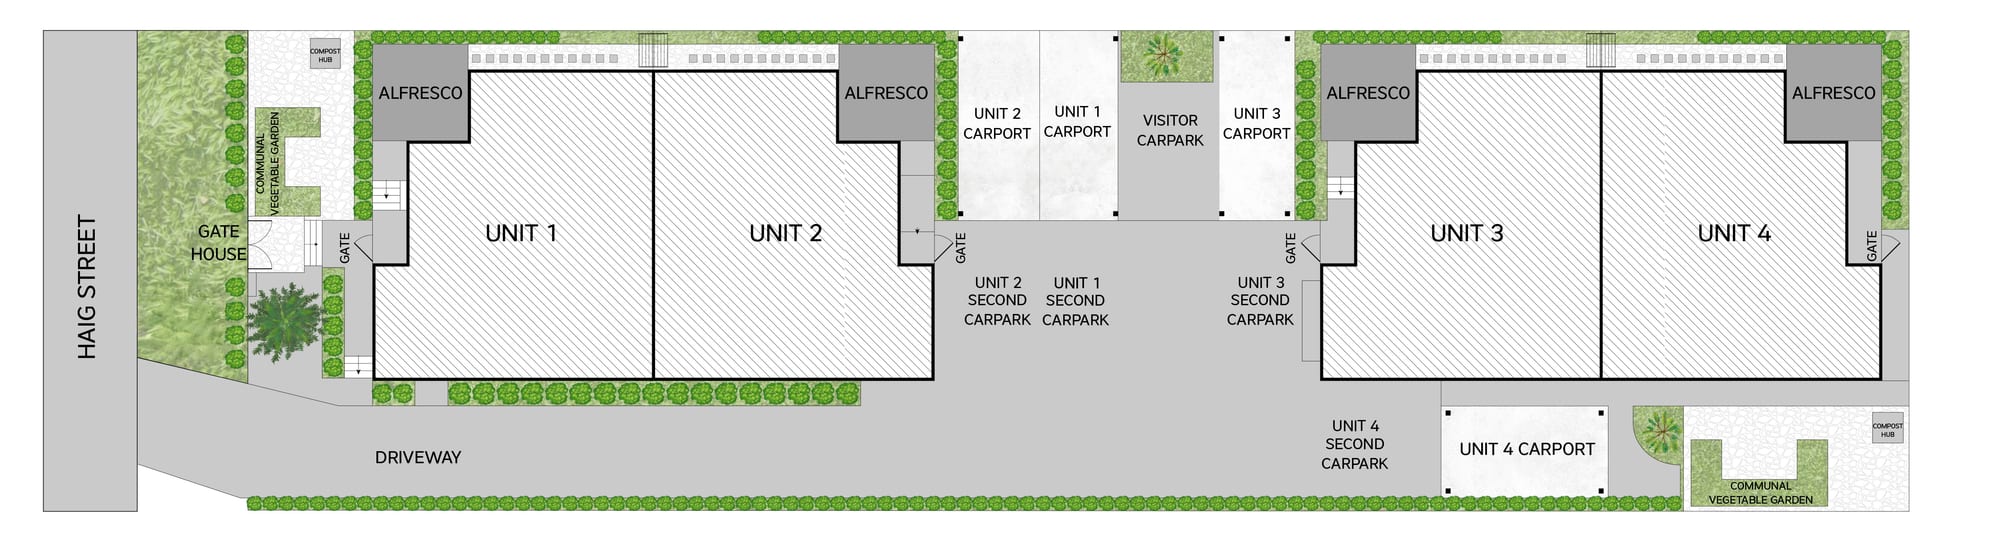 HAIG STREET
GATE
HOUSE
COMPOST
HUB
COMMUNAL
VEGETABLE GARDEN
ALFRESCO
GATE
UNIT 1
UNIT 2
ALFRESCO
GATE
UNIT 2
CARPORT
UNIT 1
CARPORT
VISITOR
CARPARK
UNIT 3
CARPORT
UNIT 2
SECOND
CARPARK
UNIT 1
SECOND
CARPARK
UNIT 3
SECOND
CARPARK
GATE
ALFRESCO
UNIT 3
UNIT 4
ALFRESCO
GATE
DRIVEWAY
UNIT 4
SECOND
CARPARK
UNIT 4 CARPORT
COMMUNAL
VEGETABLE GARDEN
COMPOST
HUB